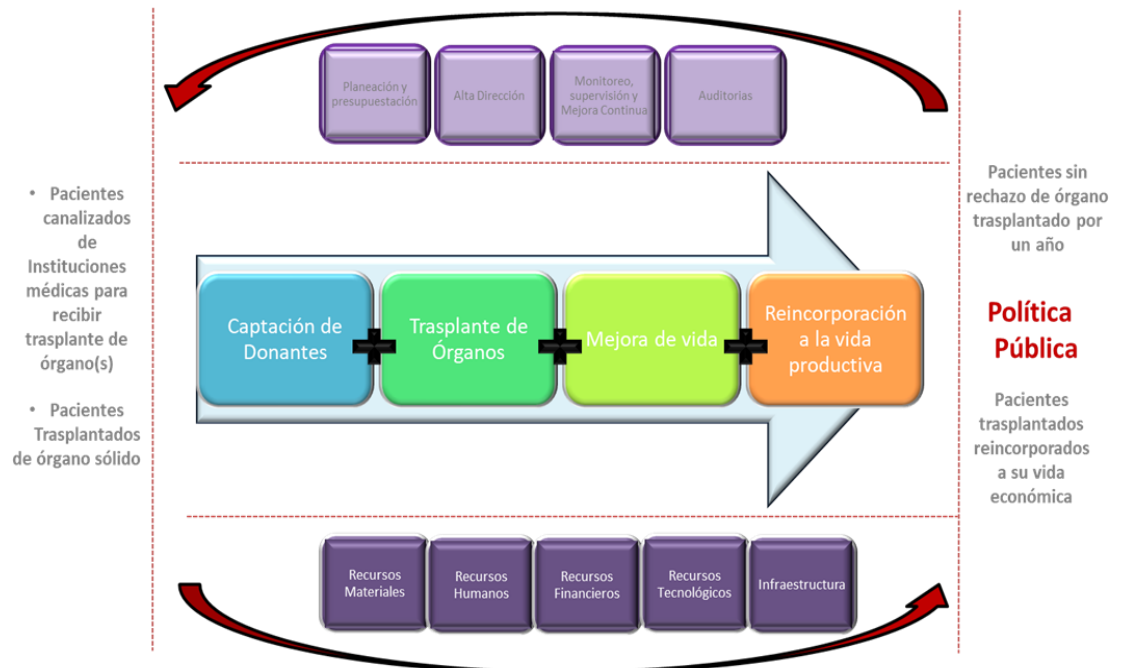 Planeación y
presupuestación
Alta Dirección
Monitoreo,
supervisión y
Mejora Continua
Auditorias
• Pacientes
canalizados
de
Instituciones
médicas para
recibir
trasplante de
órgano(s)
• Pacientes
Trasplantados
de órgano sólido
Captación de
Donantes
Trasplante de
Órganos
Mejora de vida
Reincorporación
a la vida
productiva
Pacientes sin
rechazo de órgano
trasplantado por
un año
Política
Pública
Pacientes
trasplantados
reincorporados
a su vida
económica
Recursos
Materiales
Recursos
Humanos
Recursos
Financieros
Recursos
Tecnológicos
Infraestructura